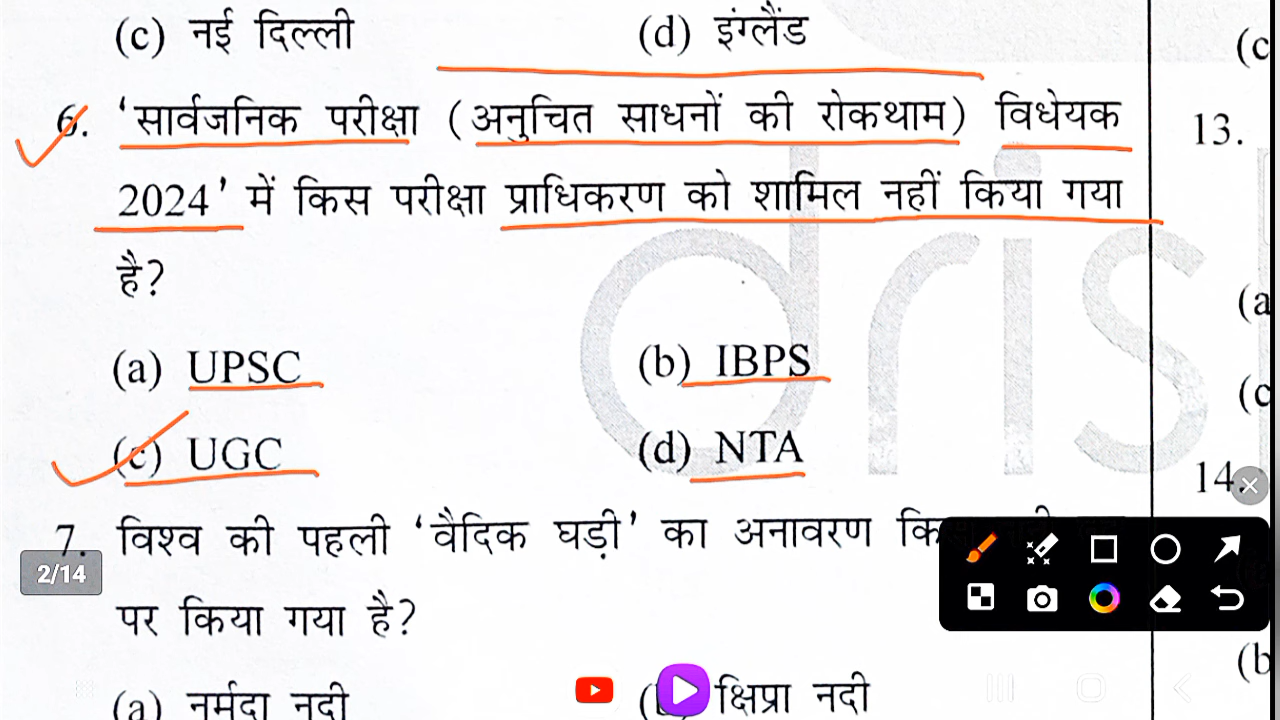 (c) नई दिल्ली (d) इंग्लैंड
(c
6. ‘सार्वजनिक परीक्षा (अनुचित साधनों की रोकथाम) विधेयक
13.
2024’ में किस परीक्षा प्राधिकरण को शामिल नहीं किया गया
है?
(a
(a) UPSC (b) IBPS
(c
(c) UGC (d) NTA
14.
7. विश्व की पहली ‘वैदिक घड़ी’ का अनावरण
2/14
पर किया गया है?
(b
(a) नर्मदा नदी क्षिप्रा नदी
dris